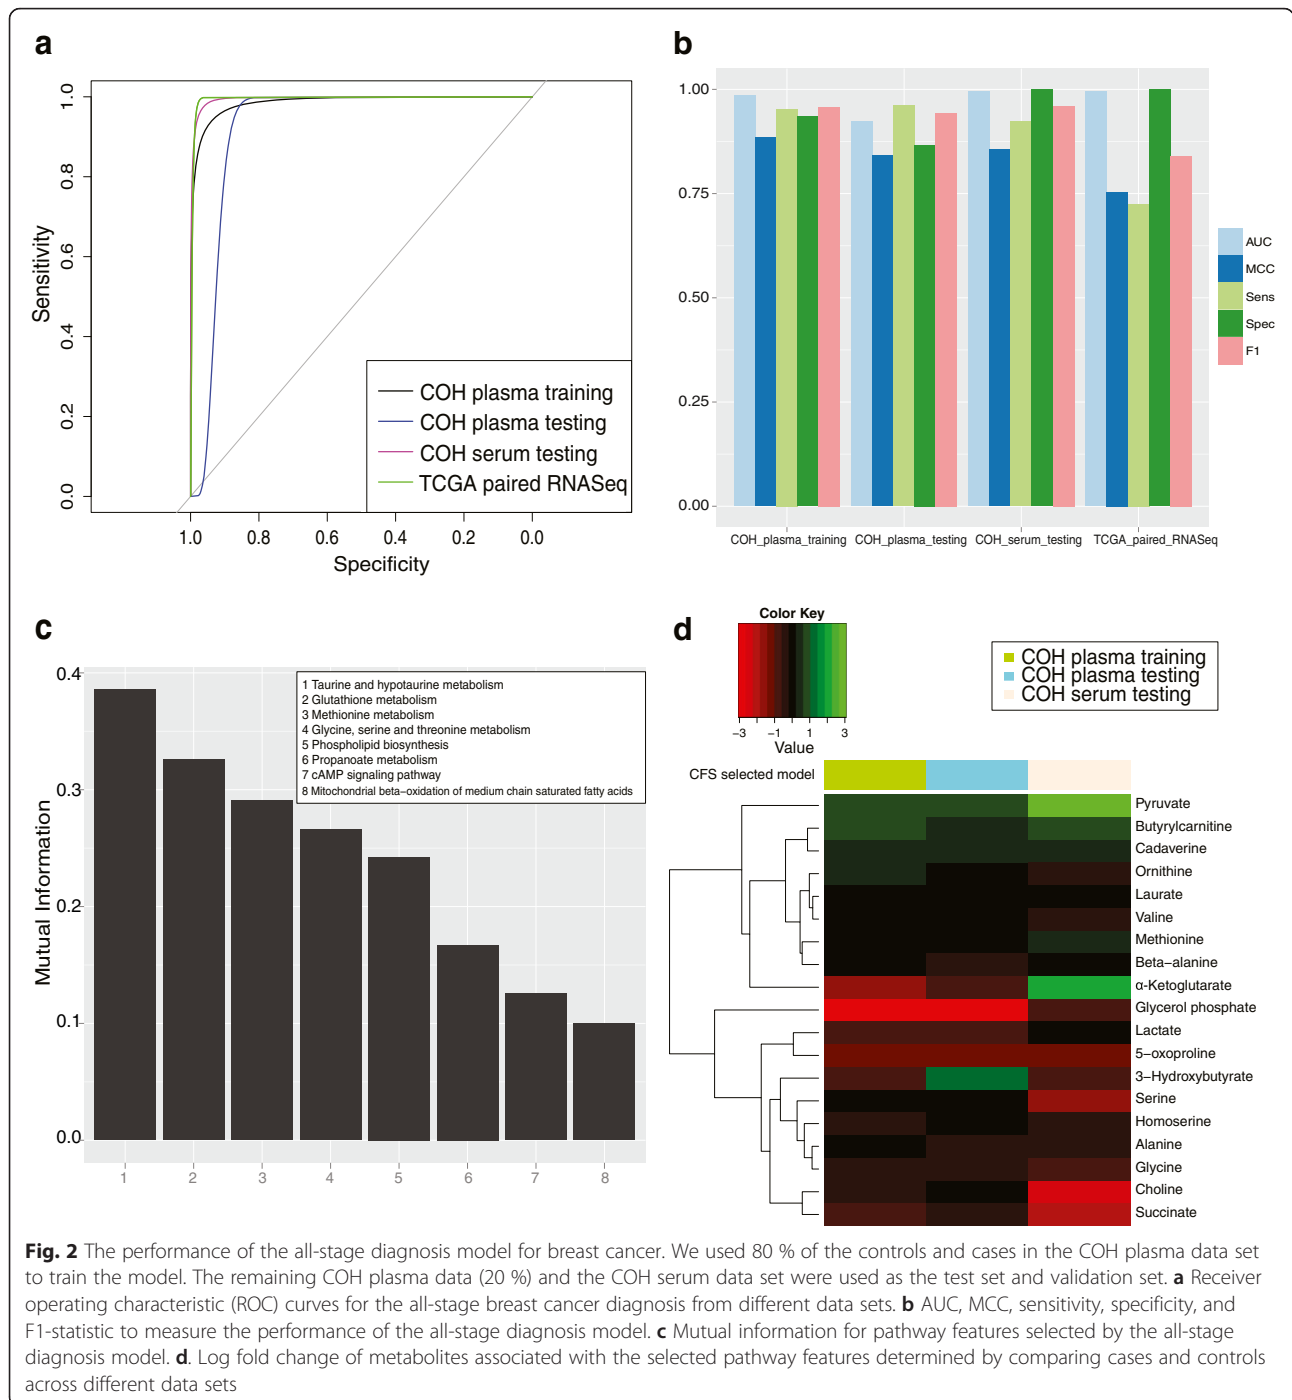 a
1.0
0.8
0.6
0.4
0.2
0.0
Sensitivity
1.0 0.8 0.6 0.4 0.2 0.0
Specificity
COH plasma training
COH plasma testing
COH serum testing
TCGA paired RNASeq
b
1.00
0.75
0.50
0.25
0.00
COH_plasma_training COH_plasma_testing COH_serum_testing TCGA_paired_RNASeq
AUC
MCC
Sens
Spec
F1
c
0.4
0.3
0.2
0.1
0.0
Mutual Information
1 2 3 4 5 6 7 8
1 Taurine and hypotaurine metabolism
2 Glutathione metabolism
3 Methionine metabolism
4 Glycine, serine and threonine metabolism
5 Phospholipid biosynthesis
6 Propanoate metabolism
7 cAMP signaling pathway
8 Mitochondrial beta−oxidation of medium chain saturated fatty acids
d
Color Key
−3 −1 1 3
Value
COH plasma training
COH plasma testing
COH serum testing
CFS selected model
Pyruvate
Butyrylcarnitine
Cadaverine
Ornithine
Laurate
Valine
Methionine
Beta−alanine
α-Ketoglutarate
Glycerol phosphate
Lactate
5−oxoproline
3−Hydroxybutyrate
Serine
Homoserine
Alanine
Glycine
Choline
Succinate
Fig. 2 The performance of the all-stage diagnosis model for breast cancer. We used 80 % of the controls and cases in the COH plasma data set
to train the model. The remaining COH plasma data (20 %) and the COH serum data set were used as the test set and validation set. a Receiver
operating characteristic (ROC) curves for the all-stage breast cancer diagnosis from different data sets. b AUC, MCC, sensitivity, specificity, and
F1-statistic to measure the performance of the all-stage diagnosis model. c Mutual information for pathway features selected by the all-stage
diagnosis model. d. Log fold change of metabolites associated with the selected pathway features determined by comparing cases and controls
across different data sets